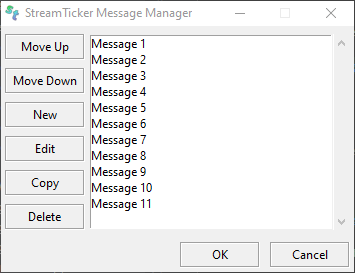 StreamTicker Message Manager
Move Up
Move Down
New
Edit
Copy
Delete
Message 1
Message 2
Message 3
Message 4
Message 5
Message 6
Message 7
Message 8
Message 9
Message 10
Message 11
OK
Cancel